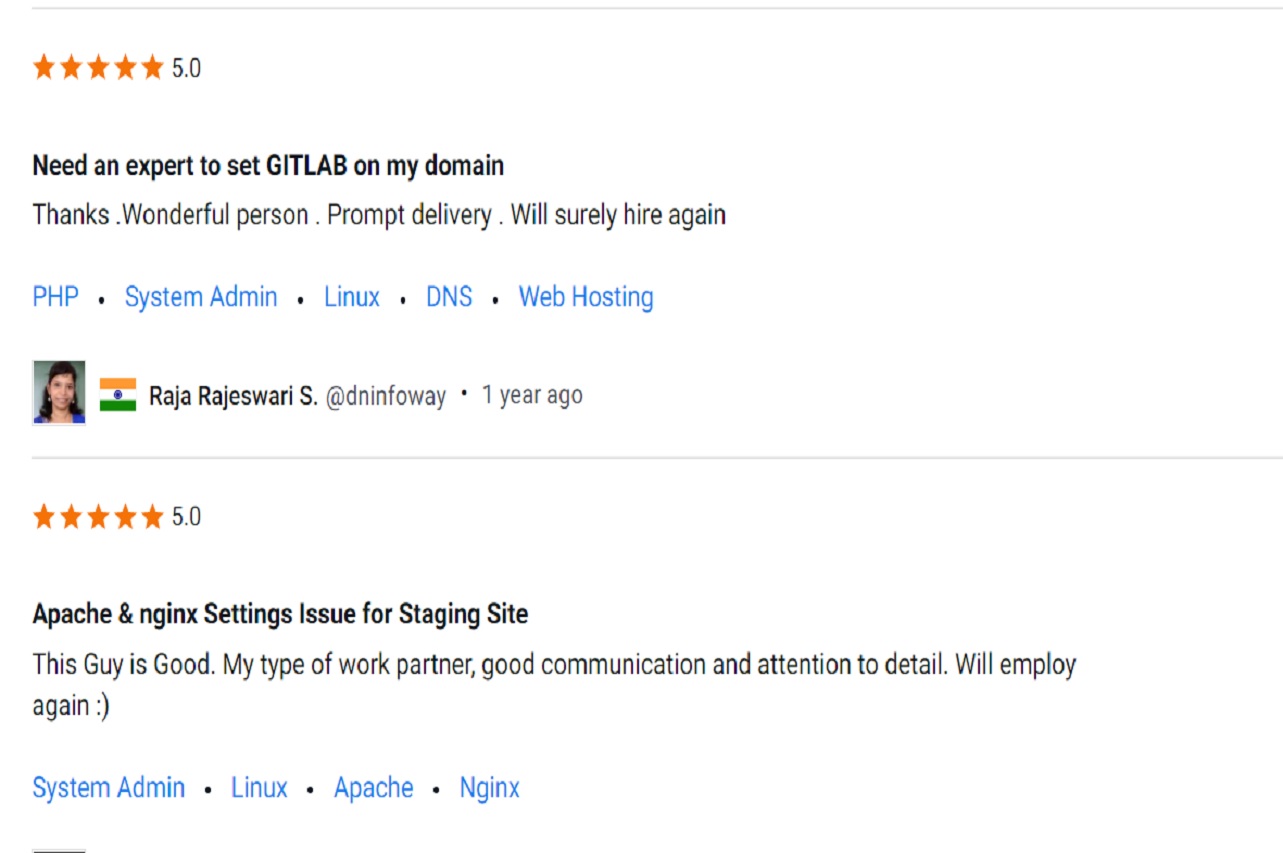 5.0
Need an expert to set GITLAB on my domain
Thanks .Wonderful person . Prompt delivery . Will surely hire again
PHP • System Admin • Linux • DNS • Web Hosting
Raja Rajeswari S. @dninfoway • 1 year ago
5.0
Apache & nginx Settings Issue for Staging Site
This Guy is Good. My type of work partner, good communication and attention to detail. Will employ
again :)
System Admin • Linux • Apache • Nginx